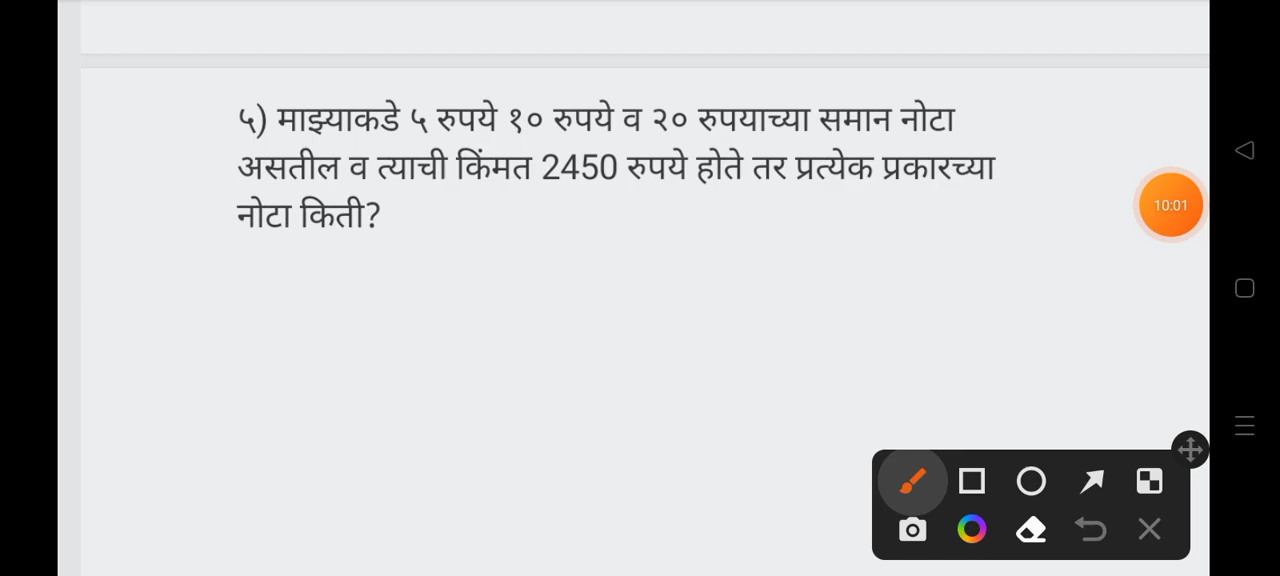 ५) माझ्याकडे ५ रुपये १० रुपये व २० रुपयाच्या समान नोटा
असतील व त्याची किंमत 2450 रुपये होते तर प्रत्येक प्रकारच्या
नोटा किती?
10:01